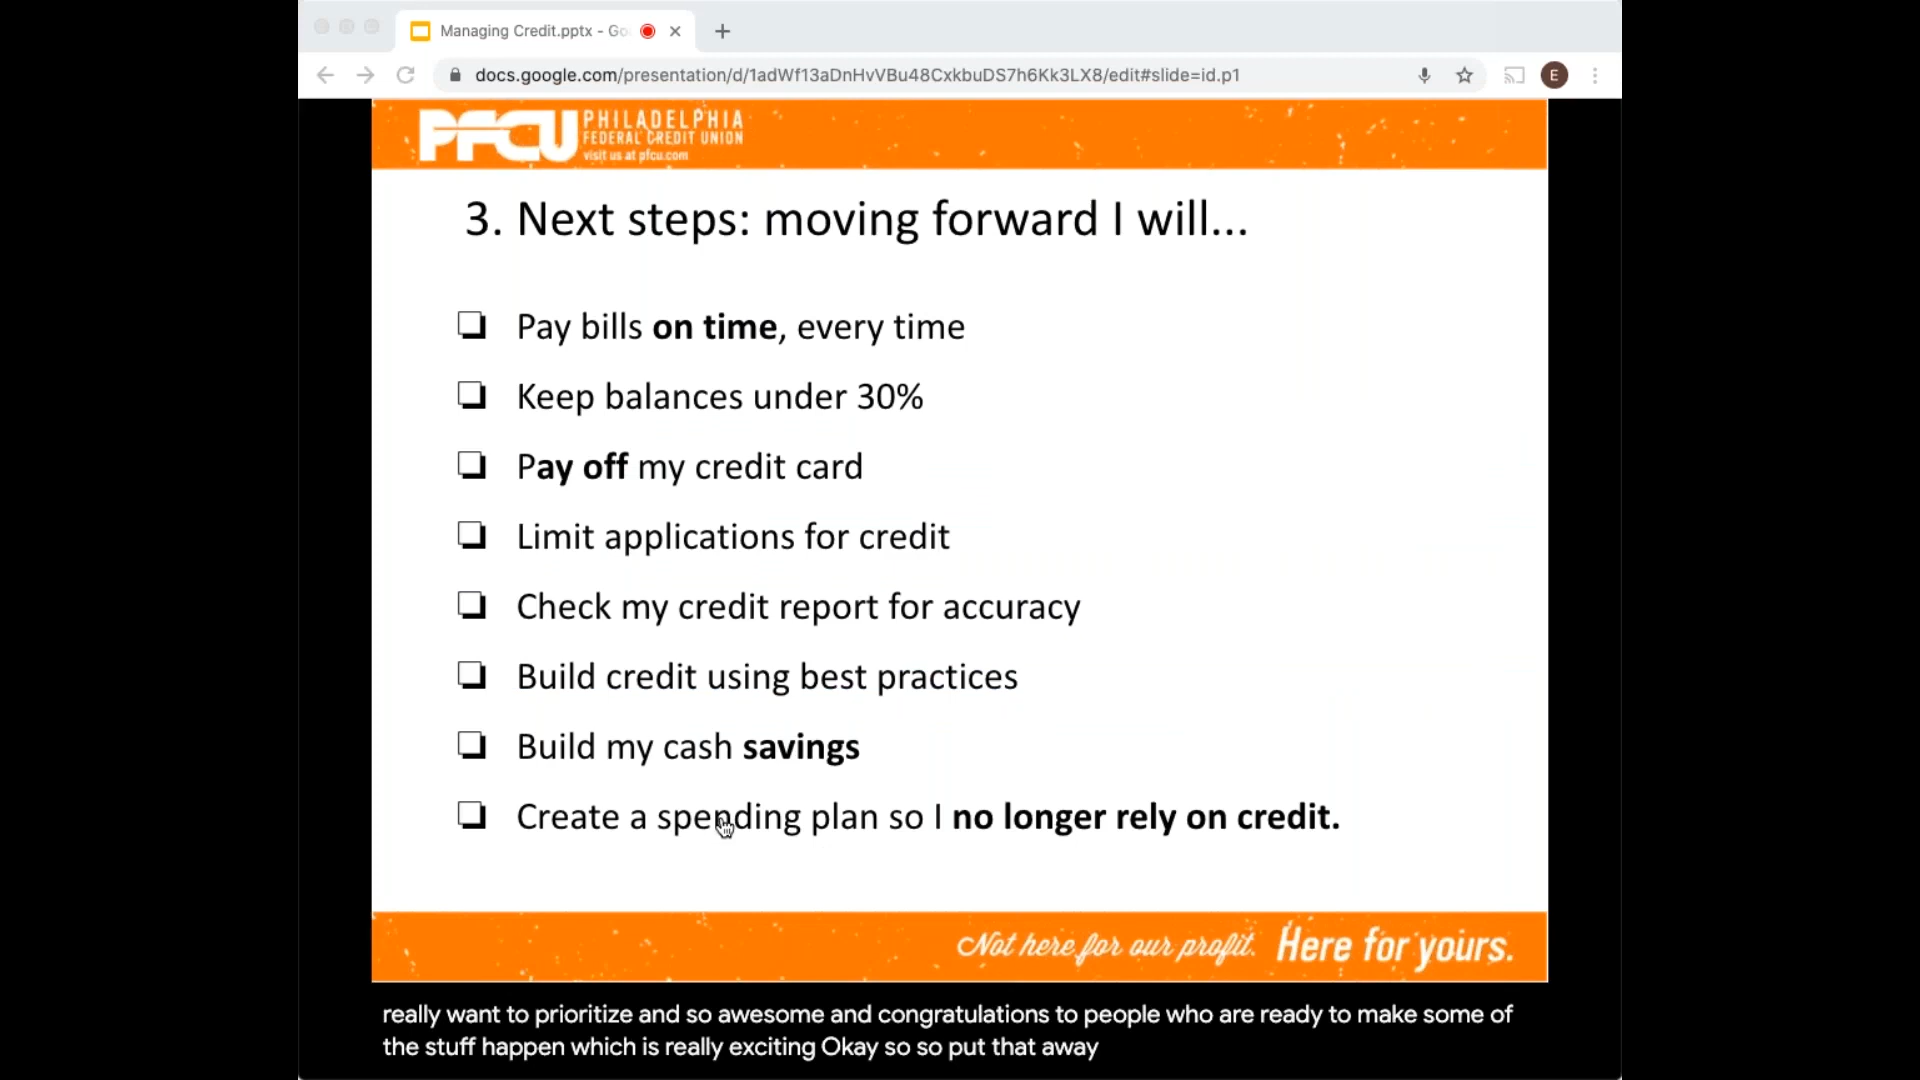 Managing Credit.pptx - Go
docs.google.com/presentation/d/1adWf13aDnHvVBu48CxkbuDS7h6Kk3LX8/edit#slide=id.p1
E
PFCU PHILADELPHIA
FEDERAL CREDIT UNION
visit us at pfcu.com
3. Next steps: moving forward I will...
❏ Pay bills on time, every time
❏ Keep balances under 30%
❏ Pay off my credit card
❏ Limit applications for credit
❏ Check my credit report for accuracy
❏ Build credit using best practices
❏ Build my cash savings
❏ Create a spending plan so I no longer rely on credit.
Not here for our profit. Here for yours.
really want to prioritize and so awesome and congratulations to people who are ready to make some of
the stuff happen which is really exciting Okay so so put that away